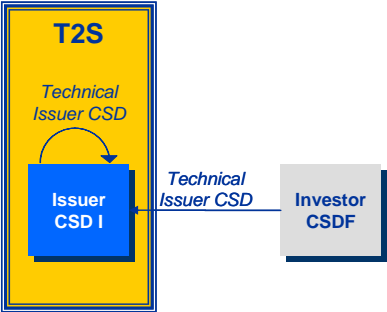 T2S
Technical
Issuer CSD
Issuer
CSD I
Technical
Issuer CSD
Investor
CSDF